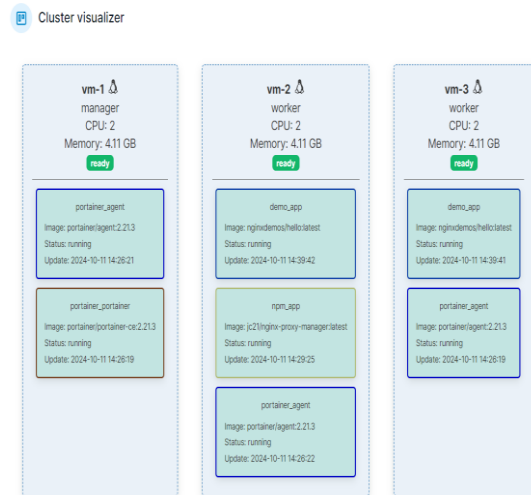 Cluster visualizer
vm-1
manager
CPU: 2
Memory: 4.11 GB
ready
portainer_agent
Image: portainer/agent:2.21.3
Status: running
Update: 2024-10-11 14:26:21
portainer_portainer
Image: portainer/portainer-ce:2.21.3
Status: running
Update: 2024-10-11 14:26:19
vm-2
worker
CPU: 2
Memory: 4.11 GB
ready
demo_app
Image: nginxdemos/hello:latest
Status: running
Update: 2024-10-11 14:39:42
npm_app
Image: jc21/nginx-proxy-manager:latest
Status: running
Update: 2024-10-11 14:29:25
portainer_agent
Image: portainer/agent:2.21.3
Status: running
Update: 2024-10-11 14:26:22
vm-3
worker
CPU: 2
Memory: 4.11 GB
ready
demo_app
Image: nginxdemos/hello:latest
Status: running
Update: 2024-10-11 14:39:41
portainer_agent
Image: portainer/agent:2.21.3
Status: running
Update: 2024-10-11 14:26:19